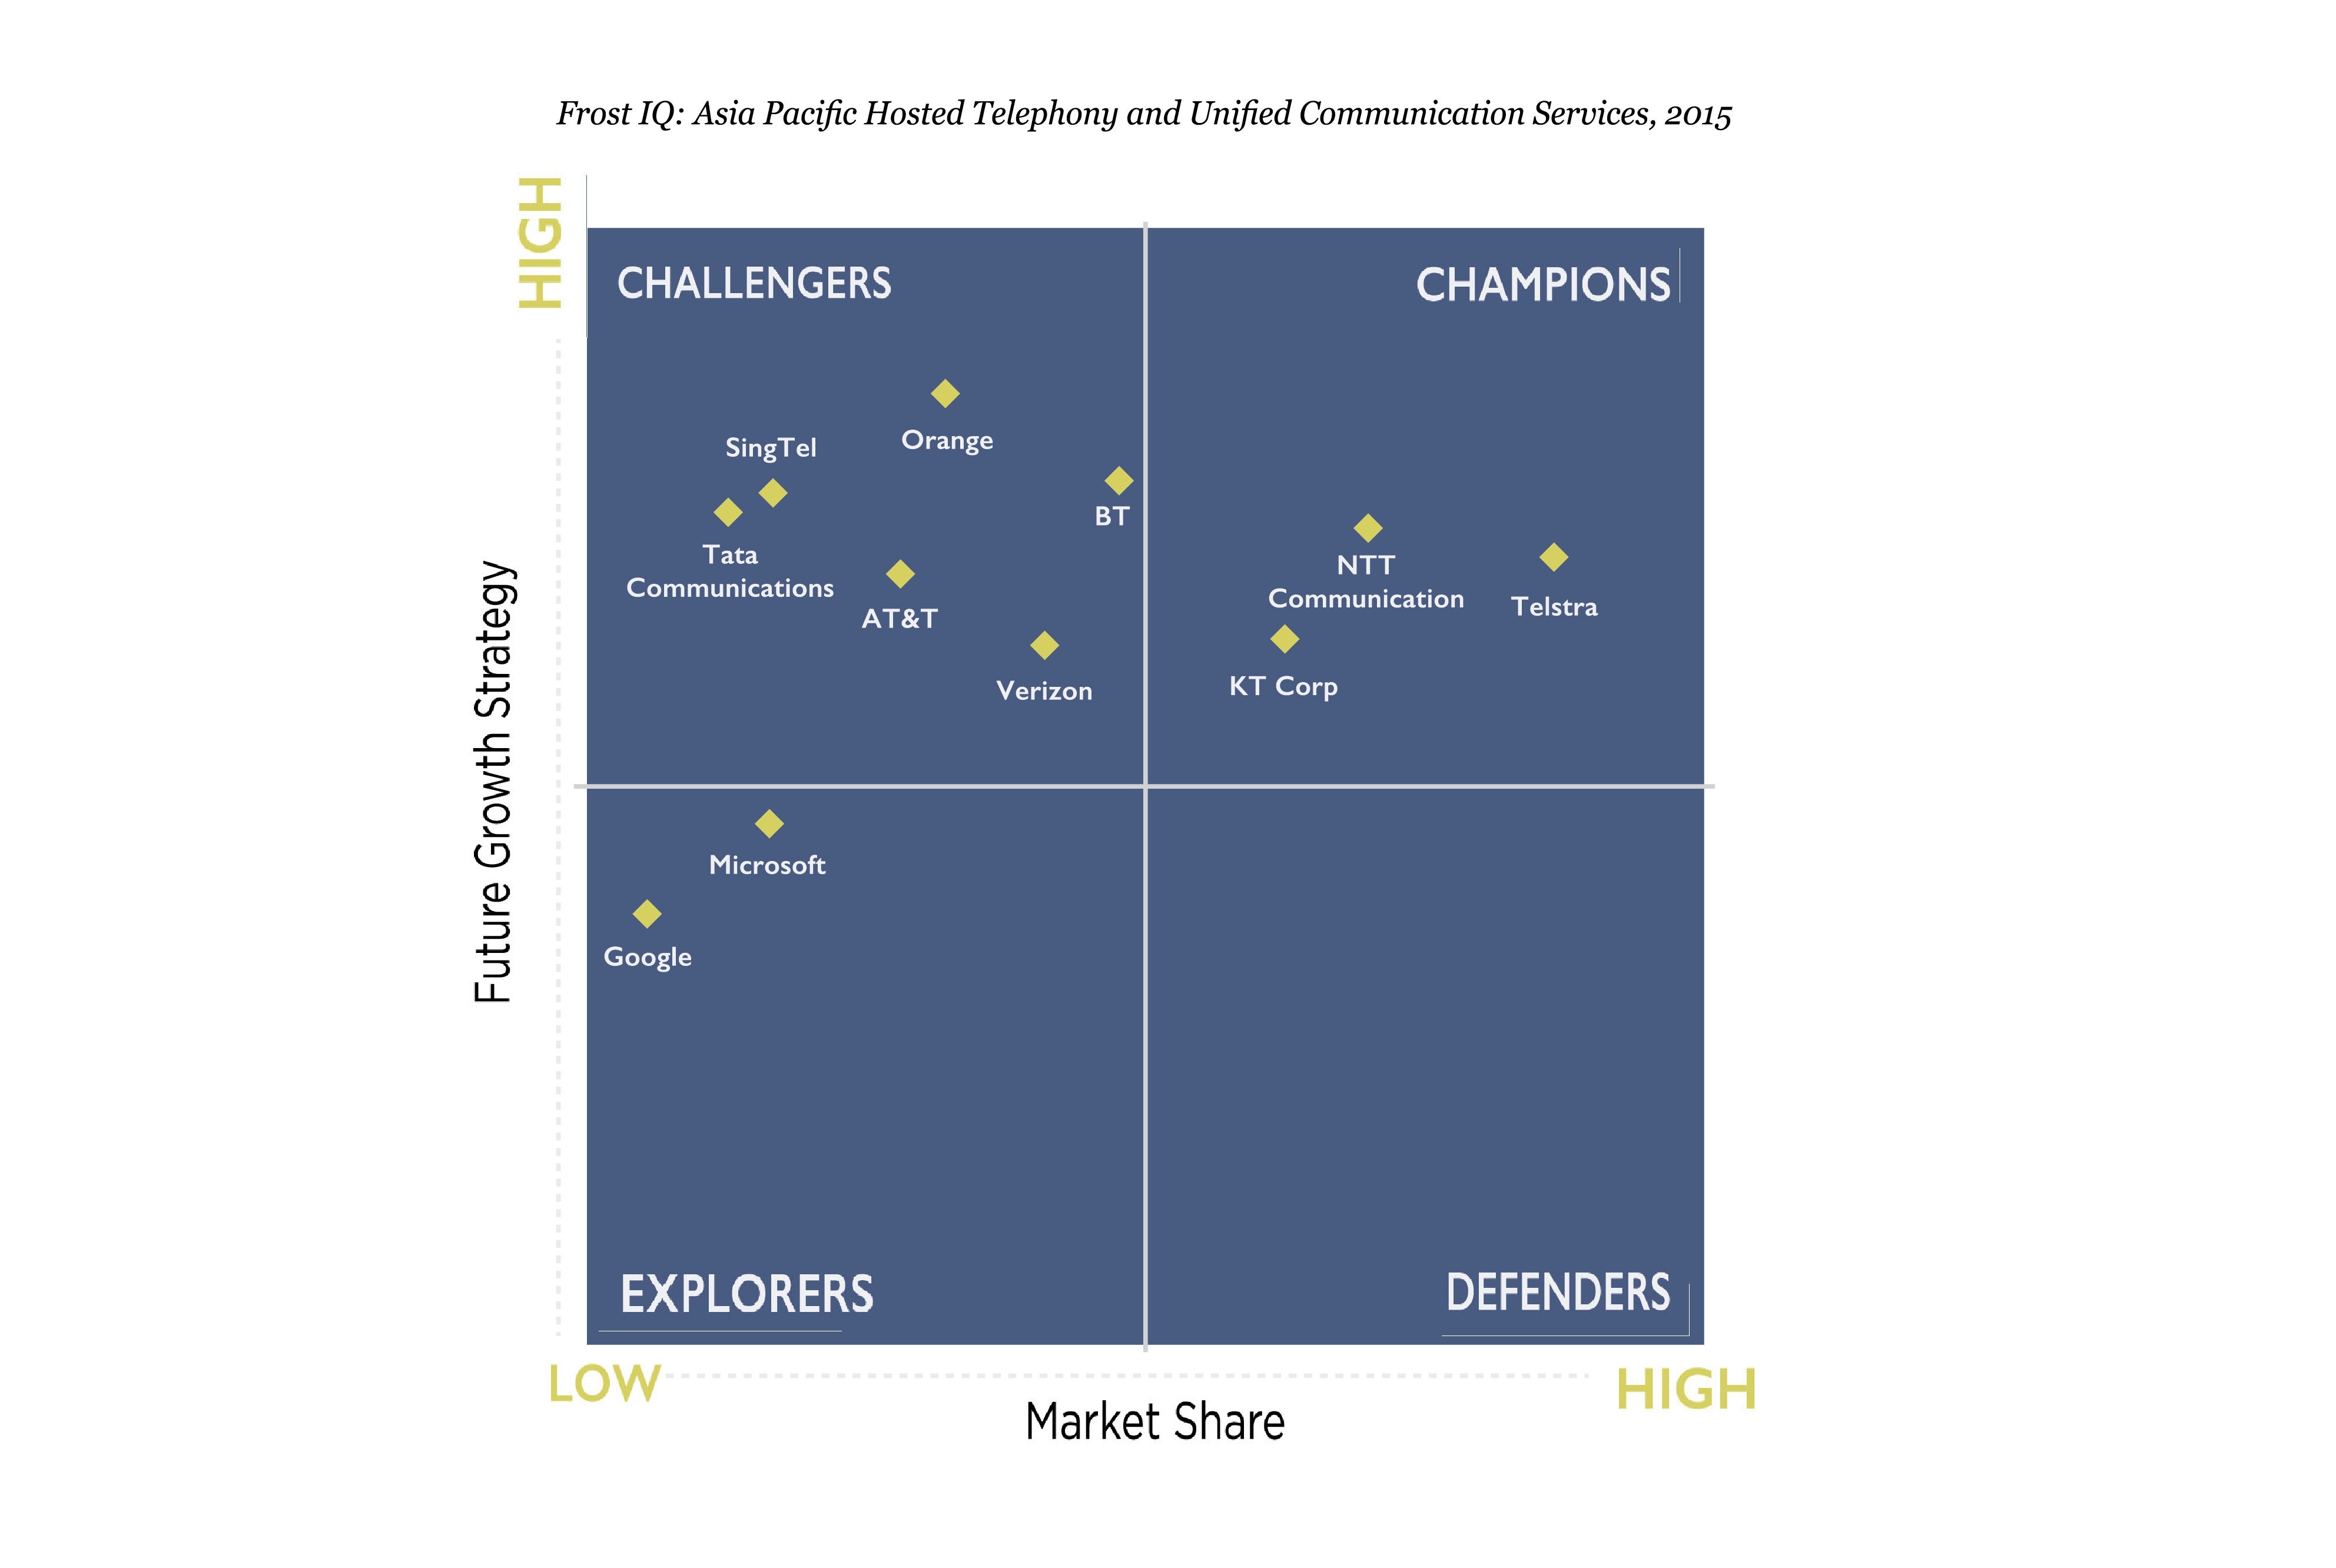 Frost IQ: Asia Pacific Hosted Telephony and Unified Communication Services, 2015
HIGH
CHALLENGERS
CHAMPIONS
Orange
SingTel
BT
Tata
Communications
NTT
Communication
Telstra
AT&T
KT Corp
Verizon
Future Growth Strategy
Microsoft
Google
EXPLORERS
DEFENDERS
LOW
HIGH
Market Share